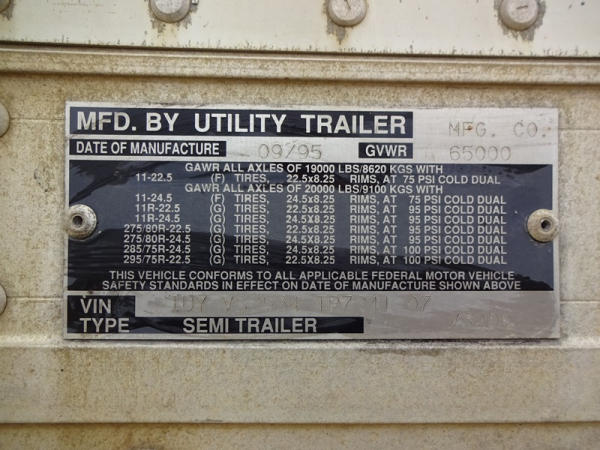 MFD. BY UTILITY TRAILER MFG. CO.
DATE OF MANUFACTURE 09/95 GVWR 65000
GAWR ALL AXLES OF 19000 LBS/8620 KGS WITH
11-22.5 (F) TIRES, 22.5x8.25 RIMS, AT 75 PSI COLD DUAL
GAWR ALL AXLES OF 20000 LBS/9100 KGS WITH
11-24.5 (F) TIRES, 24.5x8.25 RIMS, AT 75 PSI COLD DUAL
11R-22.5 (G) TIRES, 22.5x8.25 RIMS, AT 95 PSI COLD DUAL
11R-24.5 (G) TIRES, 24.5x8.25 RIMS, AT 95 PSI COLD DUAL
275/80R-22.5 (G) TIRES, 22.5x8.25 RIMS, AT 95 PSI COLD DUAL
275/80R-24.5 (G) TIRES, 24.5x8.25 RIMS, AT 95 PSI COLD DUAL
285/75R-24.5 (G) TIRES, 24.5x8.25 RIMS, AT 100 PSI COLD DUAL
295/75R-22.5 (G) TIRES, 22.5x8.25 RIMS, AT 100 PSI COLD DUAL
THIS VEHICLE CONFORMS TO ALL APPLICABLE FEDERAL MOTOR VEHICLE
SAFETY STANDARDS IN EFFECT ON DATE OF MANUFACTURE SHOWN ABOVE
VIN
TYPE SEMI TRAILER